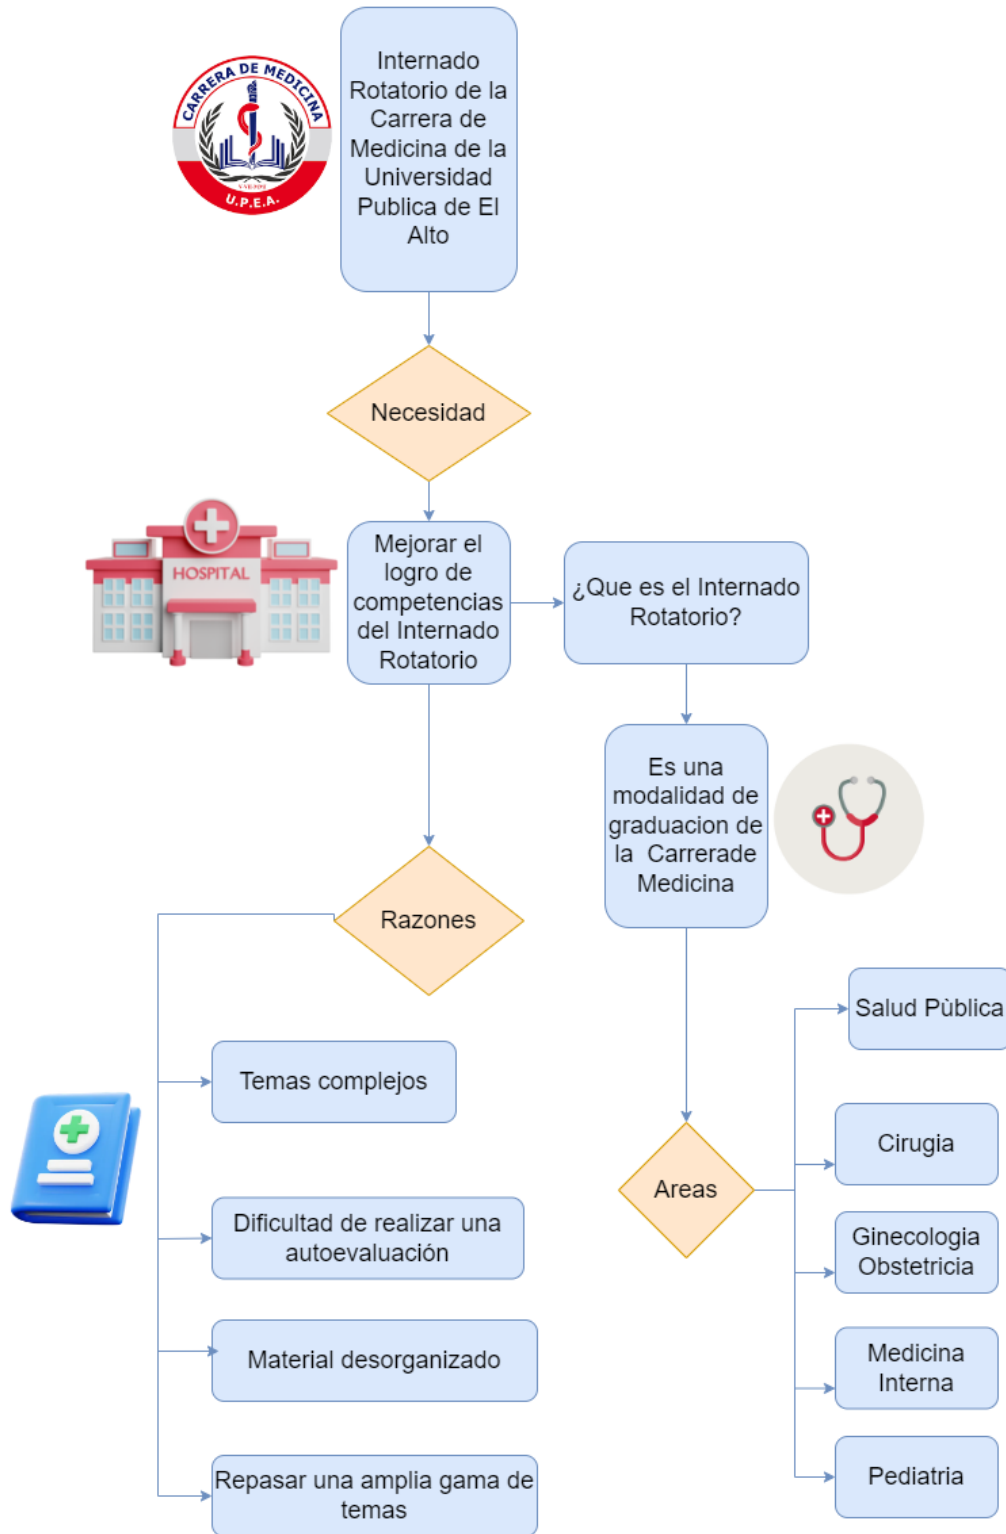 CARRERA DE MEDICINA
U.P.E.A.
Internado
Rotatorio de la
Carrera de
Medicina de la
Universidad
Publica de El
Alto
Necesidad
HOSPITAL
Mejorar el
logro de
competencias
del Internado
Rotatorio
¿Que es el Internado
Rotatorio?
Es una
modalidad de
graduacion de
la Carrerade
Medicina
Razones
Temas complejos
Dificultad de realizar una
autoevaluación
Material desorganizado
Repasar una amplia gama de
temas
Areas
Salud Pùblica
Cirugia
Ginecologia
Obstetricia
Medicina
Interna
Pediatria